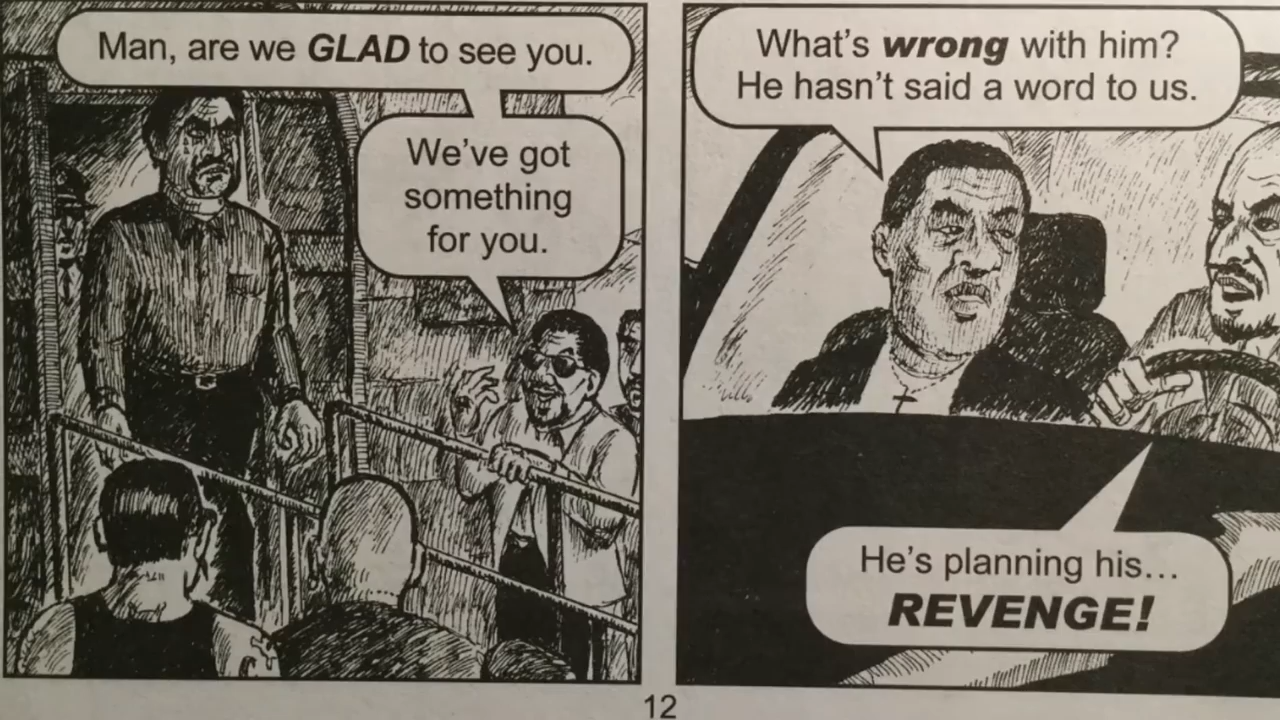 Man, are we GLAD to see you.
We've got
something
for you.
What's wrong with him?
He hasn't said a word to us.
He's planning his...
REVENGE!
12